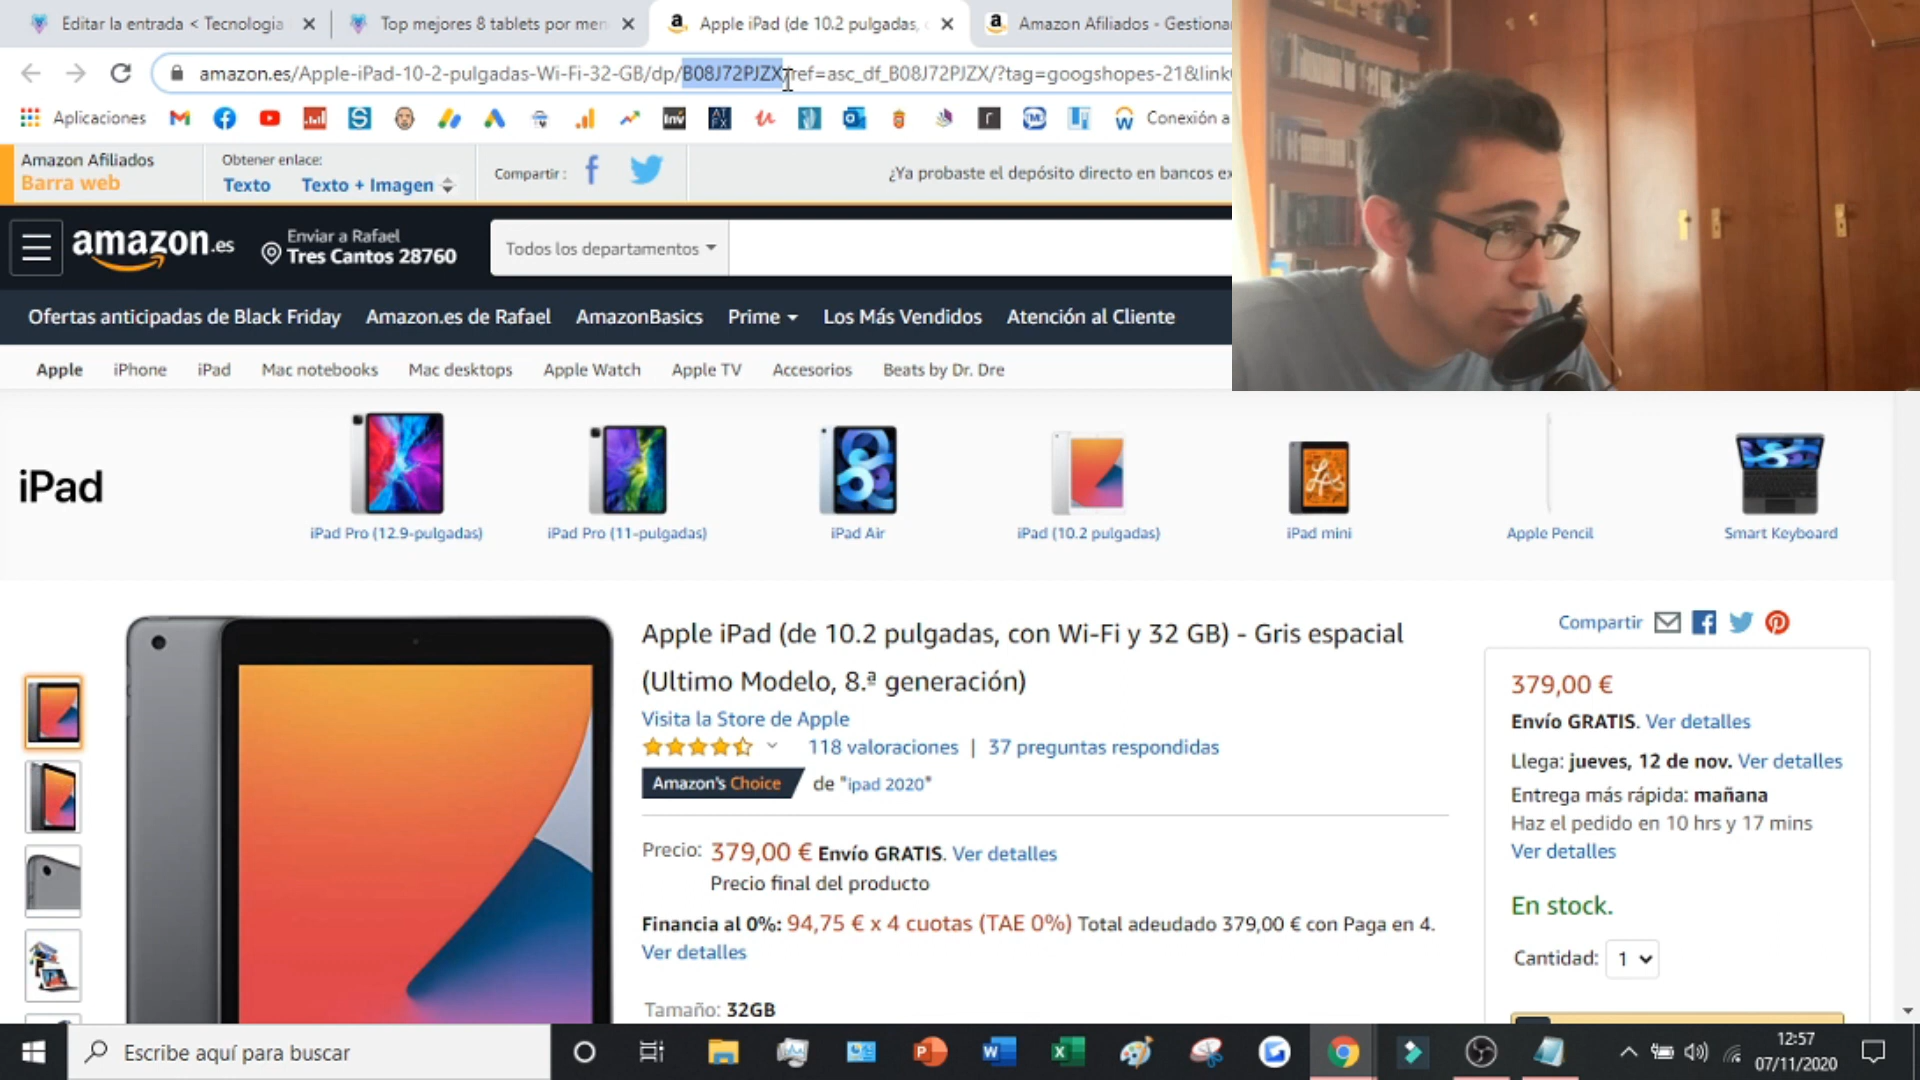 Editar la entrada < Tecnologia
Top mejores 8 tablets por men
Apple iPad (de 10.2 pulgadas,
Amazon Afiliados - Gestionar
amazon.es/Apple-iPad-10-2-pulgadas-Wi-Fi-32-GB/dp/B08J72PJZX/ref=asc_df_B08J72PJZX/?tag=googshopes-21&link
Aplicaciones
Conexión a
Amazon Afiliados
Barra web
Obtener enlace:
Texto
Texto + Imagen
Compartir :
¿Ya probaste el depósito directo en bancos ex
amazon.es
Enviar a Rafael
Tres Cantos 28760
Todos los departamentos
Ofertas anticipadas de Black Friday
Amazon.es de Rafael
AmazonBasics
Prime
Los Más Vendidos
Atención al Cliente
Apple
iPhone
iPad
Mac notebooks
Mac desktops
Apple Watch
Apple TV
Accesorios
Beats by Dr. Dre
iPad
iPad Pro (12.9-pulgadas)
iPad Pro (11-pulgadas)
iPad Air
iPad (10.2 pulgadas)
iPad mini
Apple Pencil
Smart Keyboard
Apple iPad (de 10.2 pulgadas, con Wi-Fi y 32 GB) - Gris espacial
(Ultimo Modelo, 8.ª generación)
Visita la Store de Apple
118 valoraciones | 37 preguntas respondidas
Amazon's Choice de "ipad 2020"
Precio: 379,00 € Envío GRATIS. Ver detalles
Precio final del producto
Financia al 0%: 94,75 € x 4 cuotas (TAE 0%) Total adeudado 379,00 € con Paga en 4.
Ver detalles
Tamaño: 32GB
Compartir
379,00 €
Envío GRATIS. Ver detalles
Llega: jueves, 12 de nov. Ver detalles
Entrega más rápida: mañana
Haz el pedido en 10 hrs y 17 mins
Ver detalles
En stock.
Cantidad: 1
Escribe aquí para buscar
12:57
07/11/2020